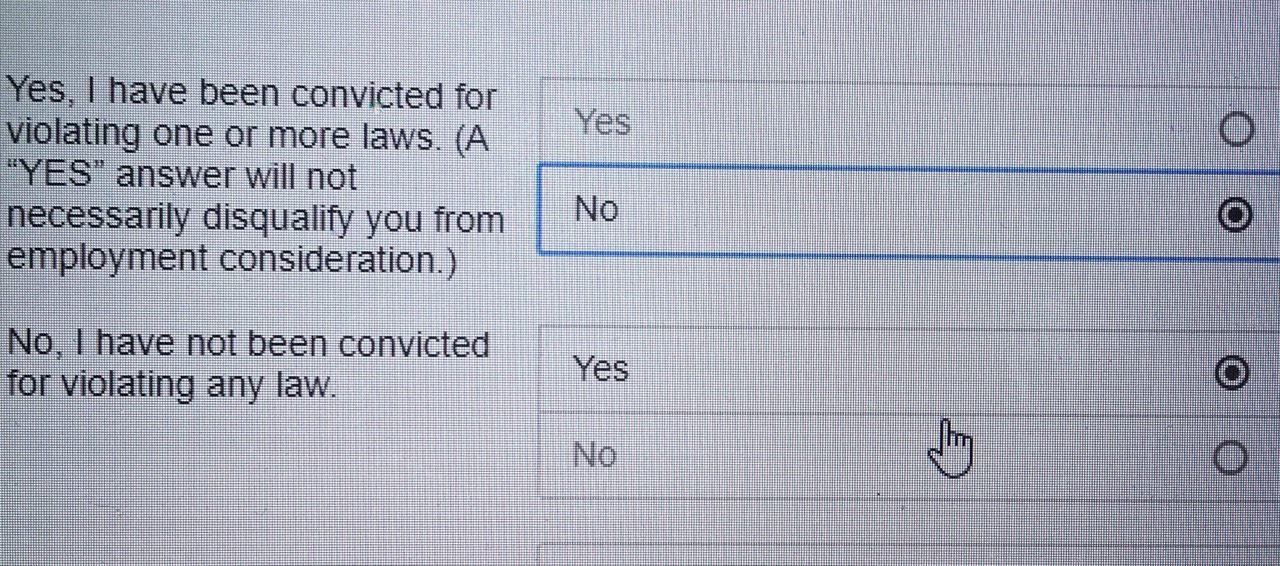 Yes, I have been convicted for
violating one or more laws. (A
“YES” answer will not
necessarily disqualify you from
employment consideration.)
Yes
No
No, I have not been convicted
for violating any law.
Yes
No